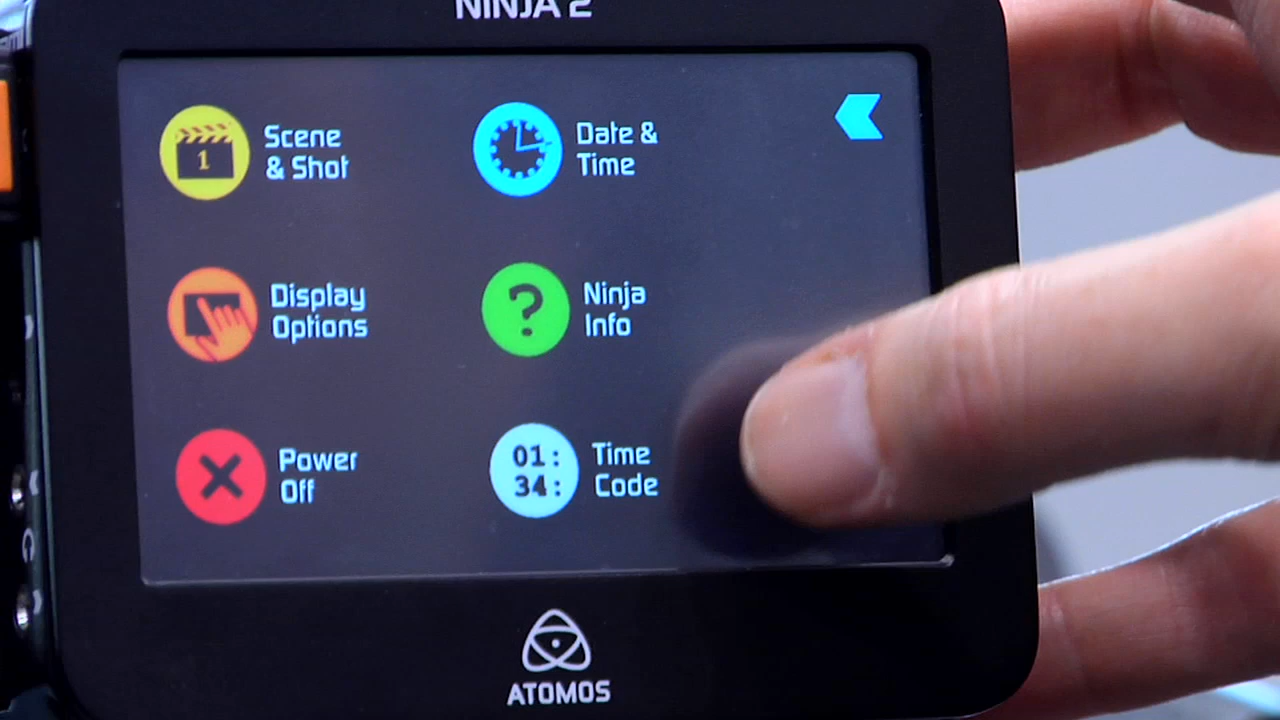 NINJA 2
1
Scene
& Shot
Date &
Time
Display
Options
?
Ninja
Info
Power
Off
01:
34:
Time
Code
ATOMOS